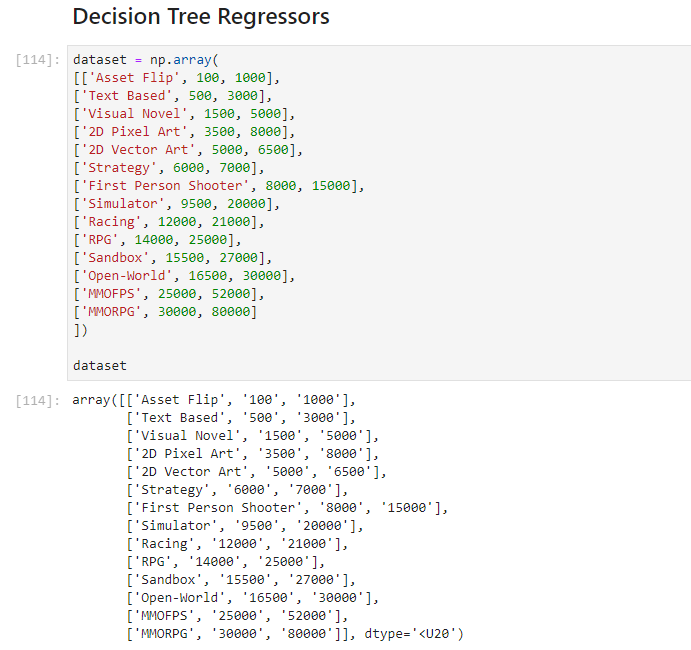 Decision Tree Regressors
[114]: dataset = np.array(
[['Asset Flip', 100, 1000],
['Text Based', 500, 3000],
['Visual Novel', 1500, 5000],
['2D Pixel Art', 3500, 8000],
['2D Vector Art', 5000, 6500],
['Strategy', 6000, 7000],
['First Person Shooter', 8000, 15000],
['Simulator', 9500, 20000],
['Racing', 12000, 21000],
['RPG', 14000, 25000],
['Sandbox', 15500, 27000],
['Open-World', 16500, 30000],
['MMOFPS', 25000, 52000],
['MMORPG', 30000, 80000]
])
dataset
[114]: array([['Asset Flip', '100', '1000'],
['Text Based', '500', '3000'],
['Visual Novel', '1500', '5000'],
['2D Pixel Art', '3500', '8000'],
['2D Vector Art', '5000', '6500'],
['Strategy', '6000', '7000'],
['First Person Shooter', '8000', '15000'],
['Simulator', '9500', '20000'],
['Racing', '12000', '21000'],
['RPG', '14000', '25000'],
['Sandbox', '15500', '27000'],
['Open-World', '16500', '30000'],
['MMOFPS', '25000', '52000'],
['MMORPG', '30000', '80000']], dtype='<U20')